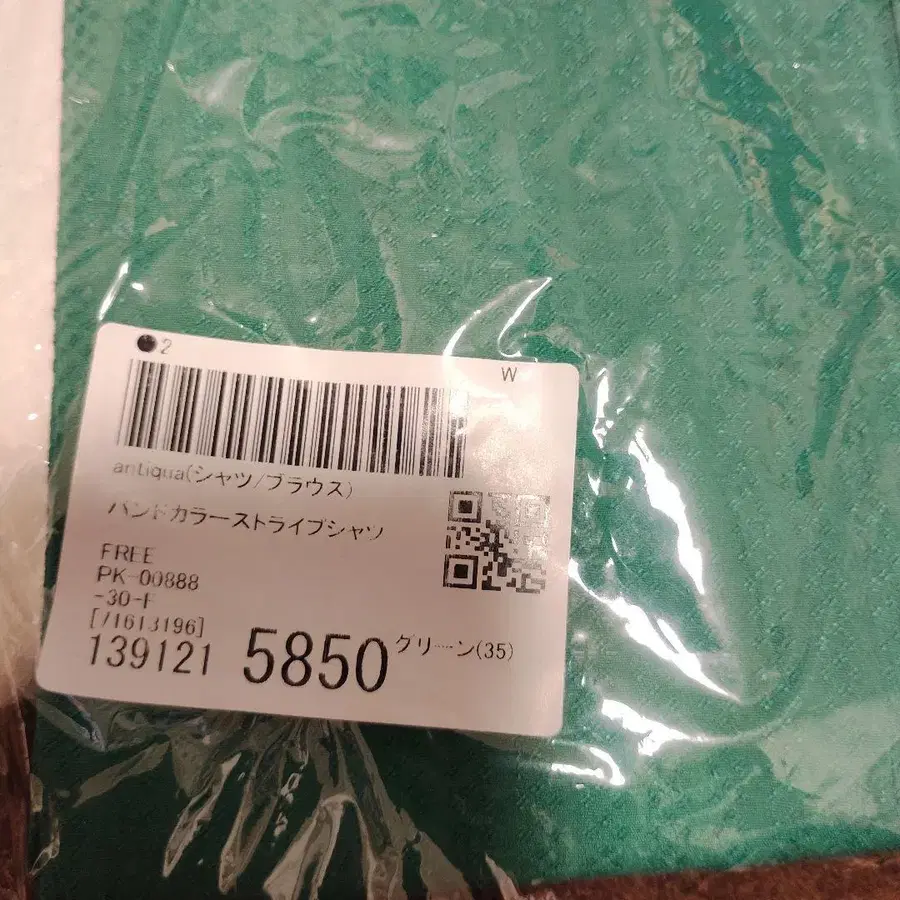 ●2
W
antiqua(シャツ/ブラウス)
バンドカラーストライプシャツ
FREE
PK-00888
-30-F
[71613196]
139121
5850
グリーン(35)